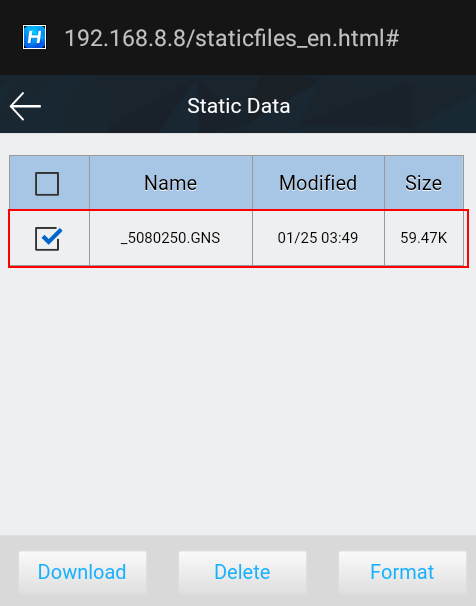 H 192.168.8.8/staticfiles_en.html#
Static Data
Name Modified Size
_5080250.GNS 01/25 03:49 59.47K
Download Delete Format